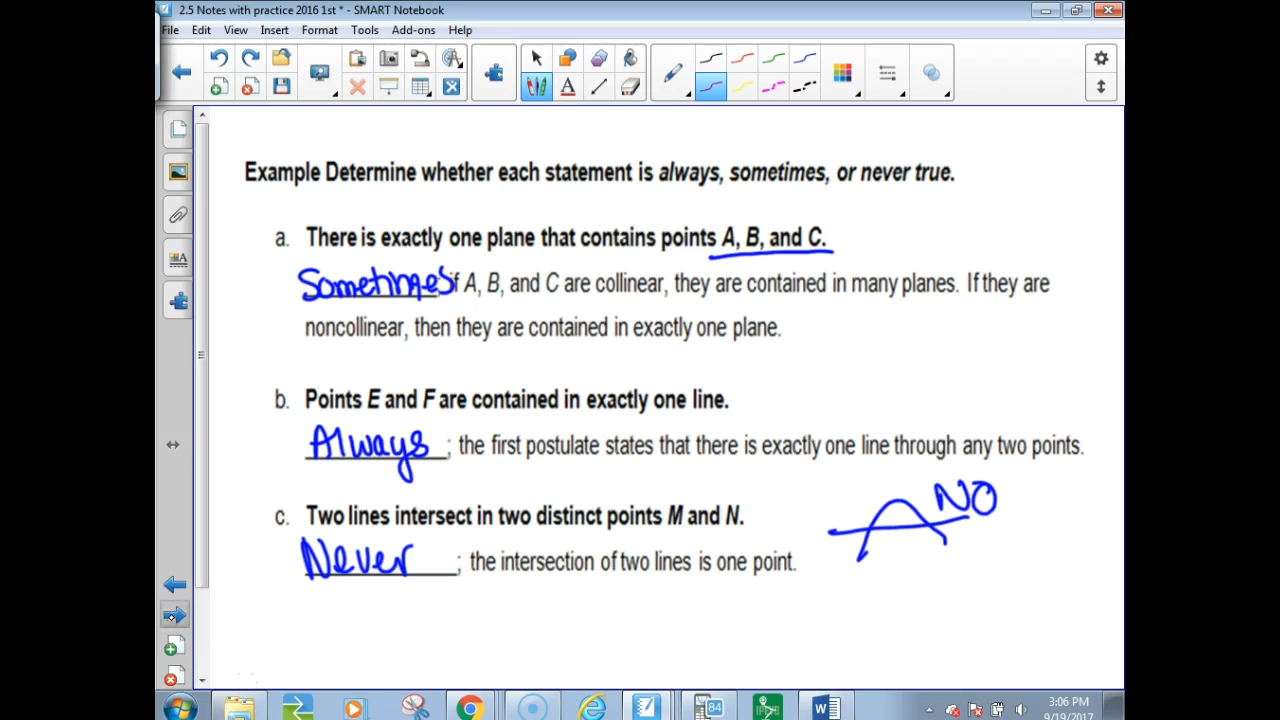 2.5 Notes with practice 2016 1st * - SMART Notebook
File Edit View Insert Format Tools Add-ons Help
Example Determine whether each statement is always, sometimes, or never true.
a. There is exactly one plane that contains points A, B, and C.
Sometimes if A, B, and C are collinear, they are contained in many planes. If they are
noncollinear, then they are contained in exactly one plane.
b. Points E and F are contained in exactly one line.
Always ; the first postulate states that there is exactly one line through any two points.
NO
c. Two lines intersect in two distinct points M and N.
Never ; the intersection of two lines is one point.
84
3:06 PM
9/19/2017